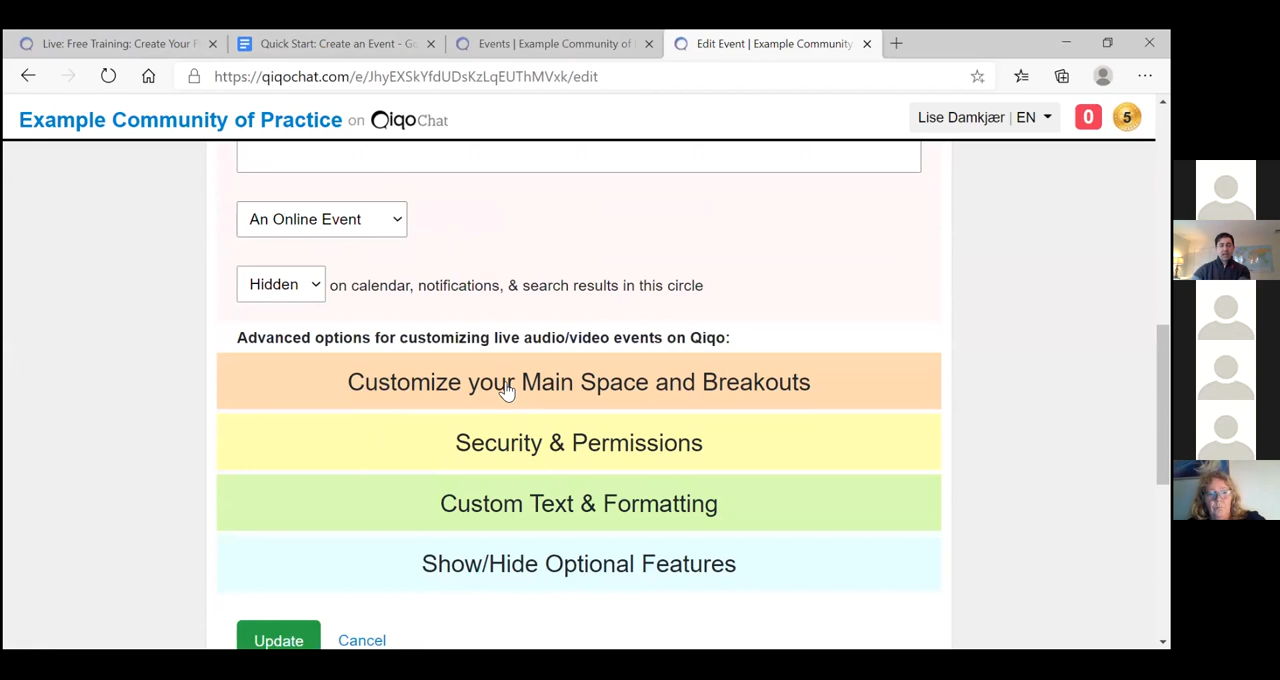 Live: Free Training: Create Your F
Quick Start: Create an Event - Go
Events | Example Community of
Edit Event | Example Community
https://qiqochat.com/e/JhyEXSkYfdUDsKzLqEUThMVxk/edit
Example Community of Practice on QiqoChat
Lise Damkjær | EN
0
5
An Online Event
Hidden on calendar, notifications, & search results in this circle
Advanced options for customizing live audio/video events on Qiqo:
Customize your Main Space and Breakouts
Security & Permissions
Custom Text & Formatting
Show/Hide Optional Features
Update Cancel